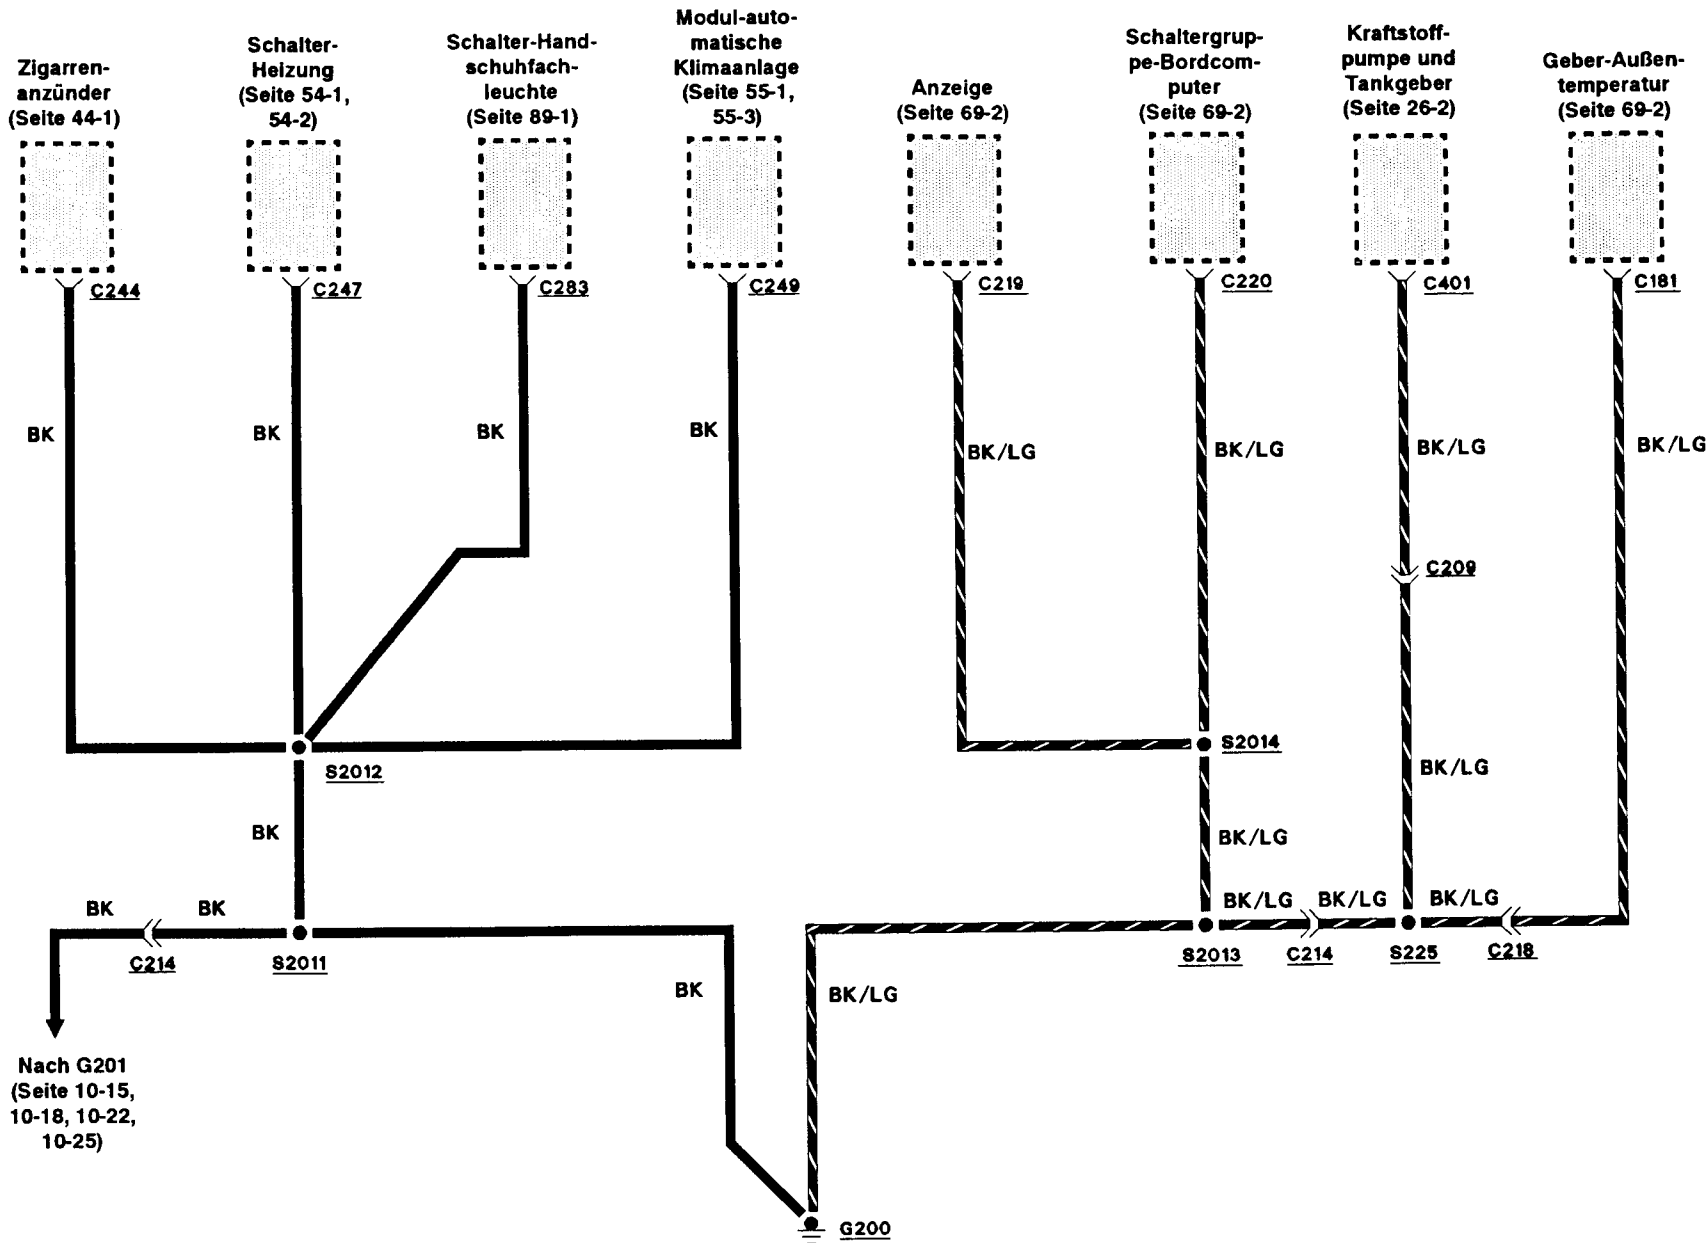 Zigarren-
anzünder
(Seite 44-1)
Schalter-
Heizung
(Seite 54-1,
54-2)
Schalter-Hand-
schuhfach-
leuchte
(Seite 89-1)
Modul-auto-
matische
Klimaanlage
(Seite 55-1,
55-3)
Anzeige
(Seite 69-2)
Schaltergrup-
pe-Bordcom-
puter
(Seite 69-2)
Kraftstoff-
pumpe und
Tankgeber
(Seite 26-2)
Geber-Außen-
temperatur
(Seite 69-2)
C244
C247
C283
C249
C219
C220
C401
C181
BK
BK
BK
BK
BK/LG
BK/LG
BK/LG
BK/LG
C209
S2012
S2014
BK/LG
BK
BK/LG
BK
BK
BK/LG
BK/LG
BK/LG
C214
S2011
S2013
C214
S225
C218
BK
BK/LG
Nach G201
(Seite 10-15,
10-18, 10-22,
10-25)
G200